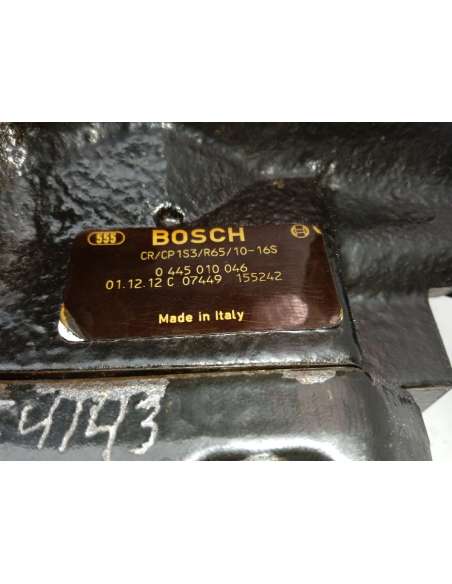 555 BOSCH
CR/CP1S3/R65/10-16S
0 445 010 046
01.12.12 C 07449 155242
Made in Italy
4143